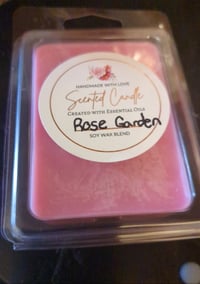 HANDMADE WITH LOVE
Scented Candle
CREATED WITH ESSENTIAL OILS
Rose Garden
SOY WAX BLEND